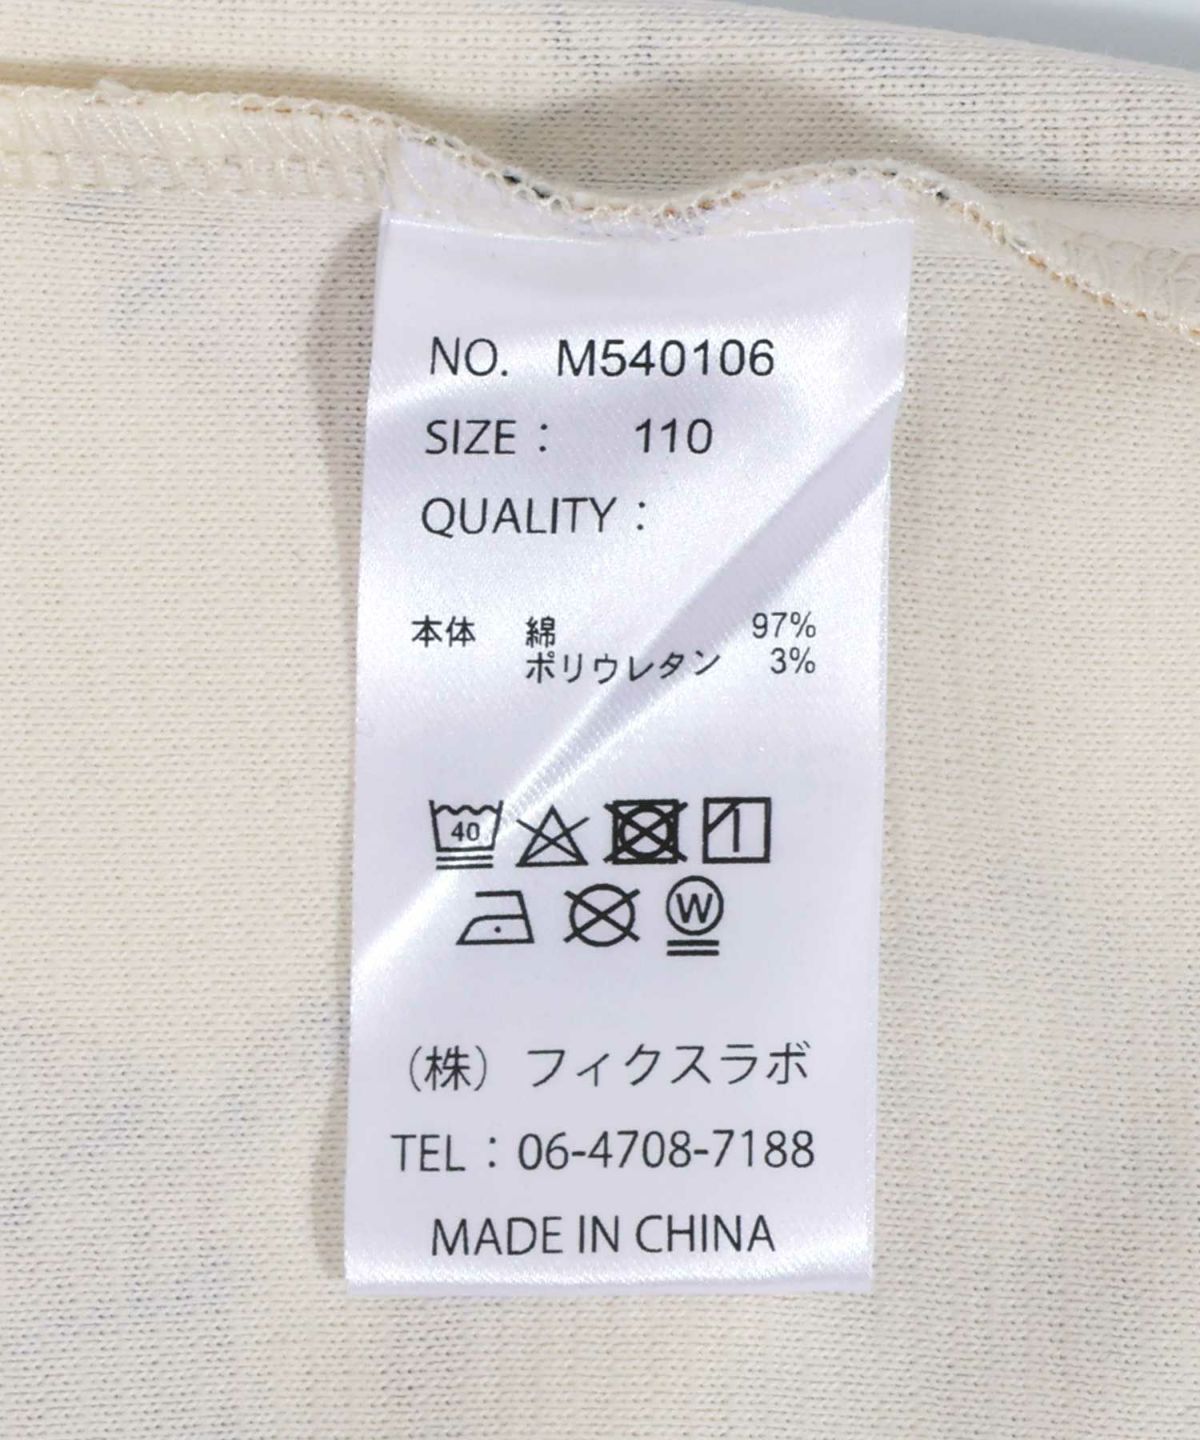 NO. M540106
SIZE： 110
QUALITY：
本体 綿 97%
ポリウレタン 3%
40
W
（株）フィクスラボ
TEL：06-4708-7188
MADE IN CHINA